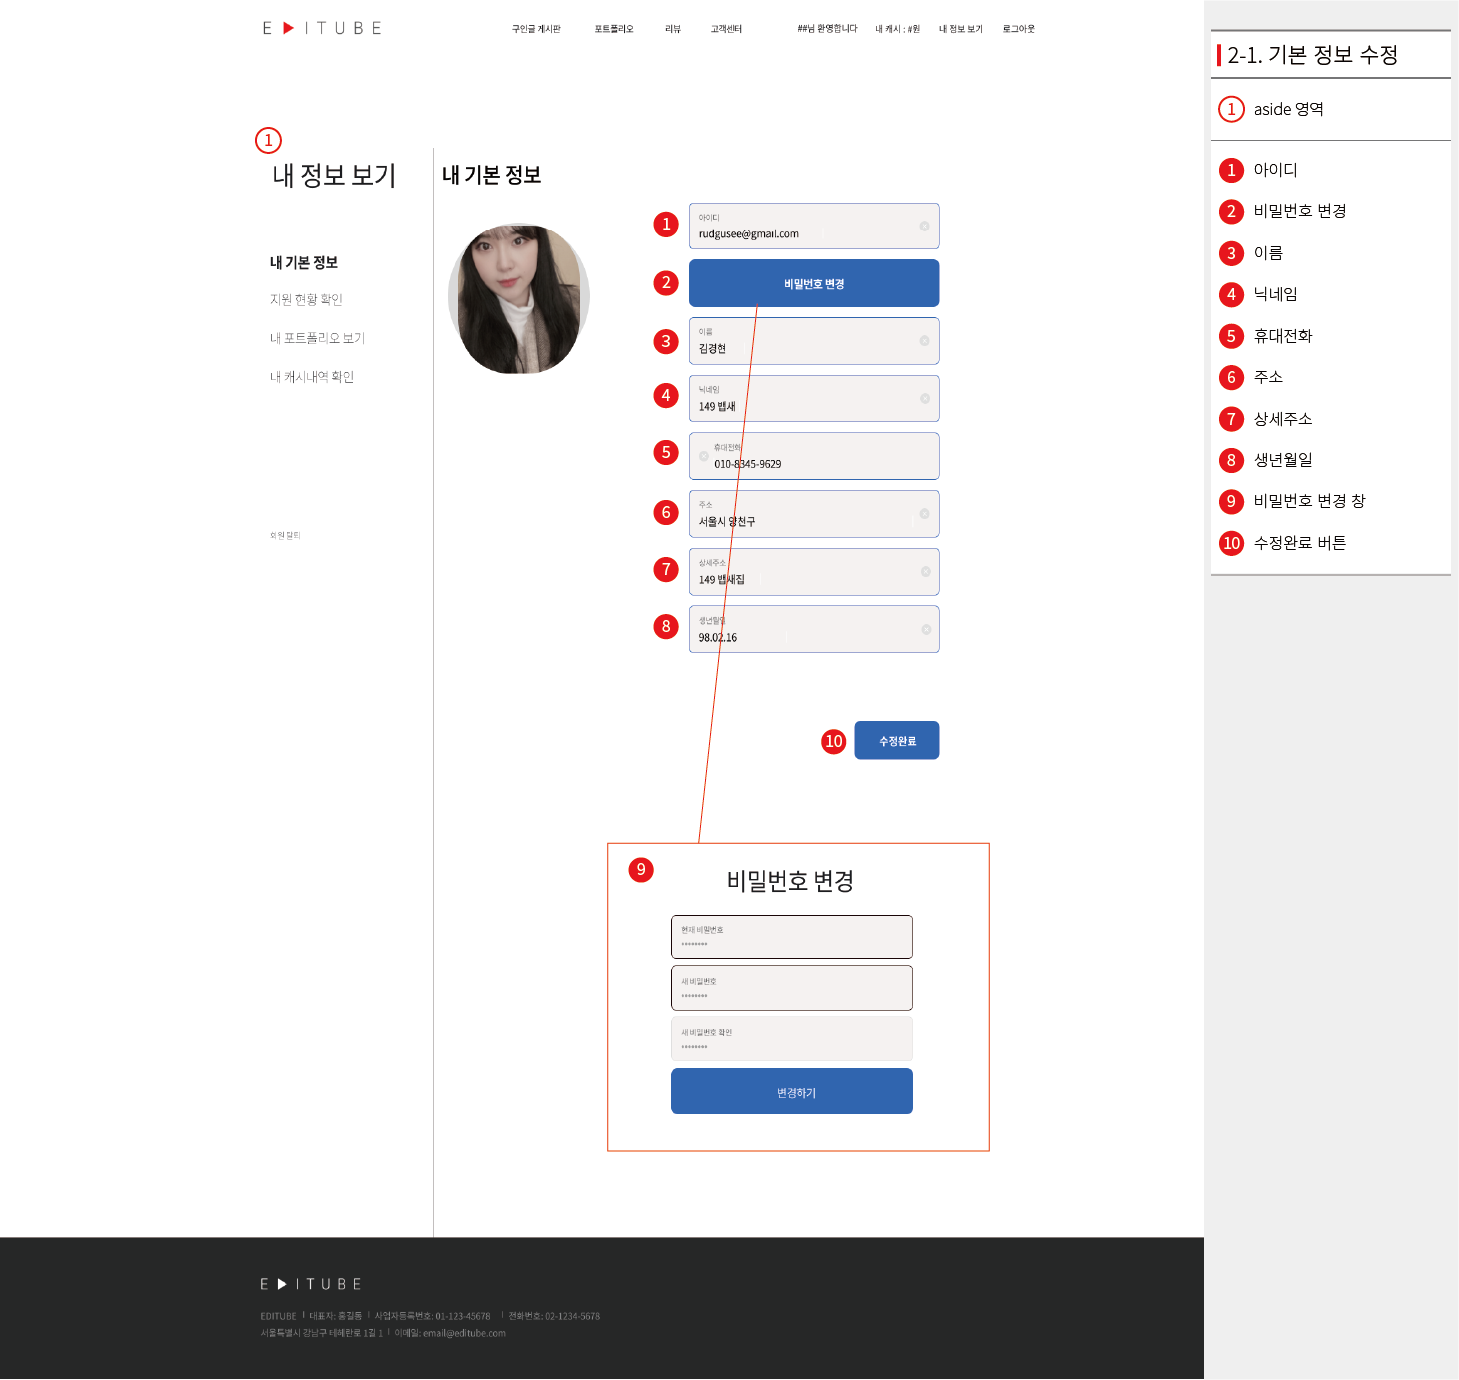 E ▶ I T U B E
구인글 게시판 포트폴리오 리뷰 고객센터 ##님 환영합니다 내 캐시 : #원 내 정보 보기 로그아웃
1
내 정보 보기
내 기본 정보
지원 현황 확인
내 포트폴리오 보기
내 캐시내역 확인
회원 탈퇴
내 기본 정보
1
아이디
rudgusee@gmail.com
2
비밀번호 변경
3
이름
김경현
4
닉네임
149 뱁새
5
휴대전화
010-8345-9629
6
주소
서울시 양천구
7
상세주소
149 뱁새집
8
생년월일
98.02.16
10
수정완료
9
비밀번호 변경
현재 비밀번호
••••••••
새 비밀번호
••••••••
새 비밀번호 확인
••••••••
변경하기
E ▶ I T U B E
EDITUBE | 대표자: 홍길동 | 사업자등록번호: 01-123-45678 | 전화번호: 02-1234-5678
서울특별시 강남구 테헤란로 1길 1 | 이메일: email@editube.com
2-1. 기본 정보 수정
1 aside 영역
1 아이디
2 비밀번호 변경
3 이름
4 닉네임
5 휴대전화
6 주소
7 상세주소
8 생년월일
9 비밀번호 변경 창
10 수정완료 버튼